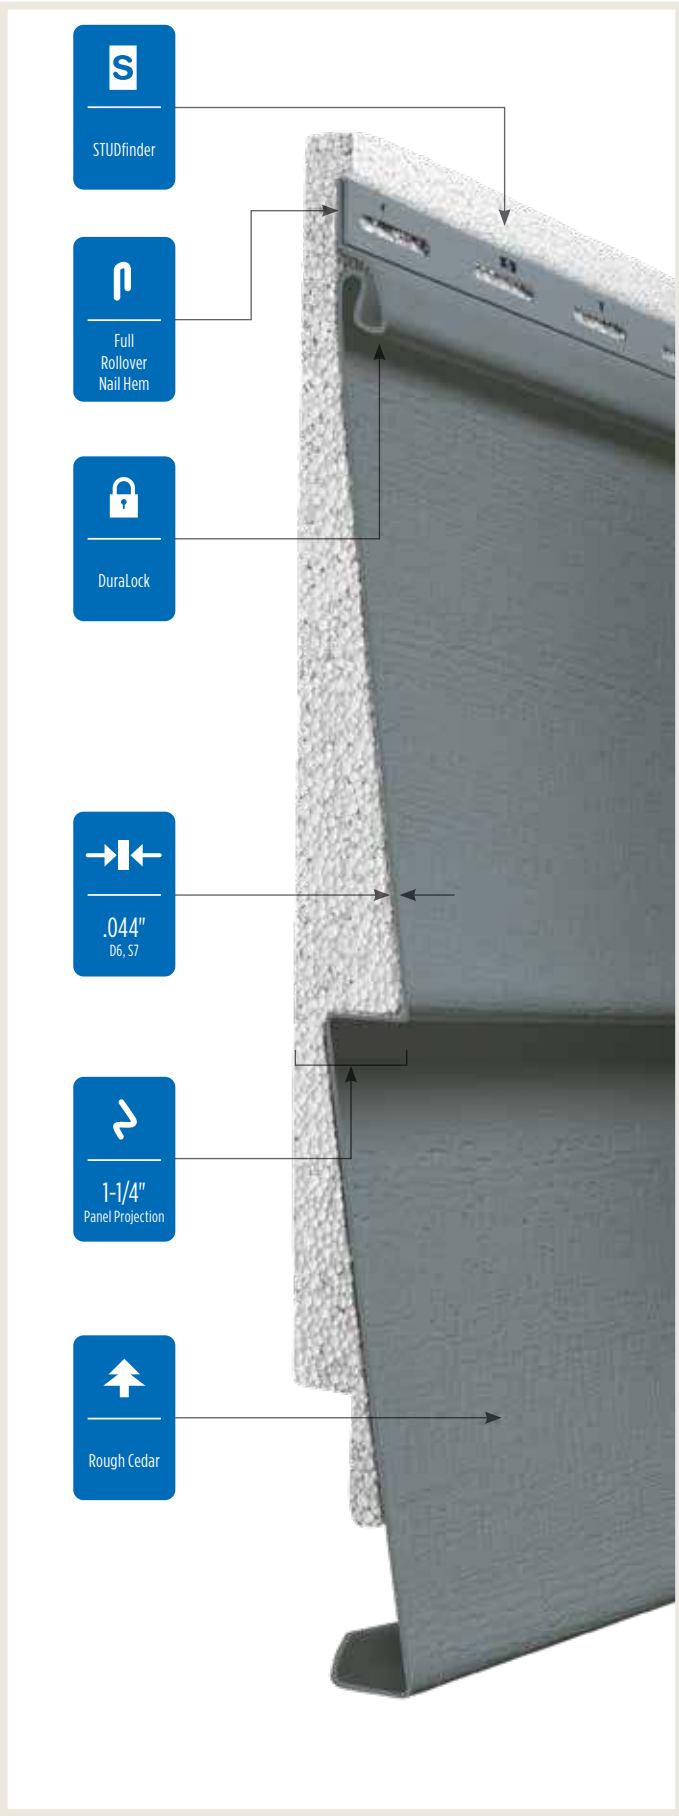 S
STUDfinder
Full
Rollover
Nail Hem
DuraLock
.044"
D6, S7
1-1/4"
Panel Projection
Rough Cedar